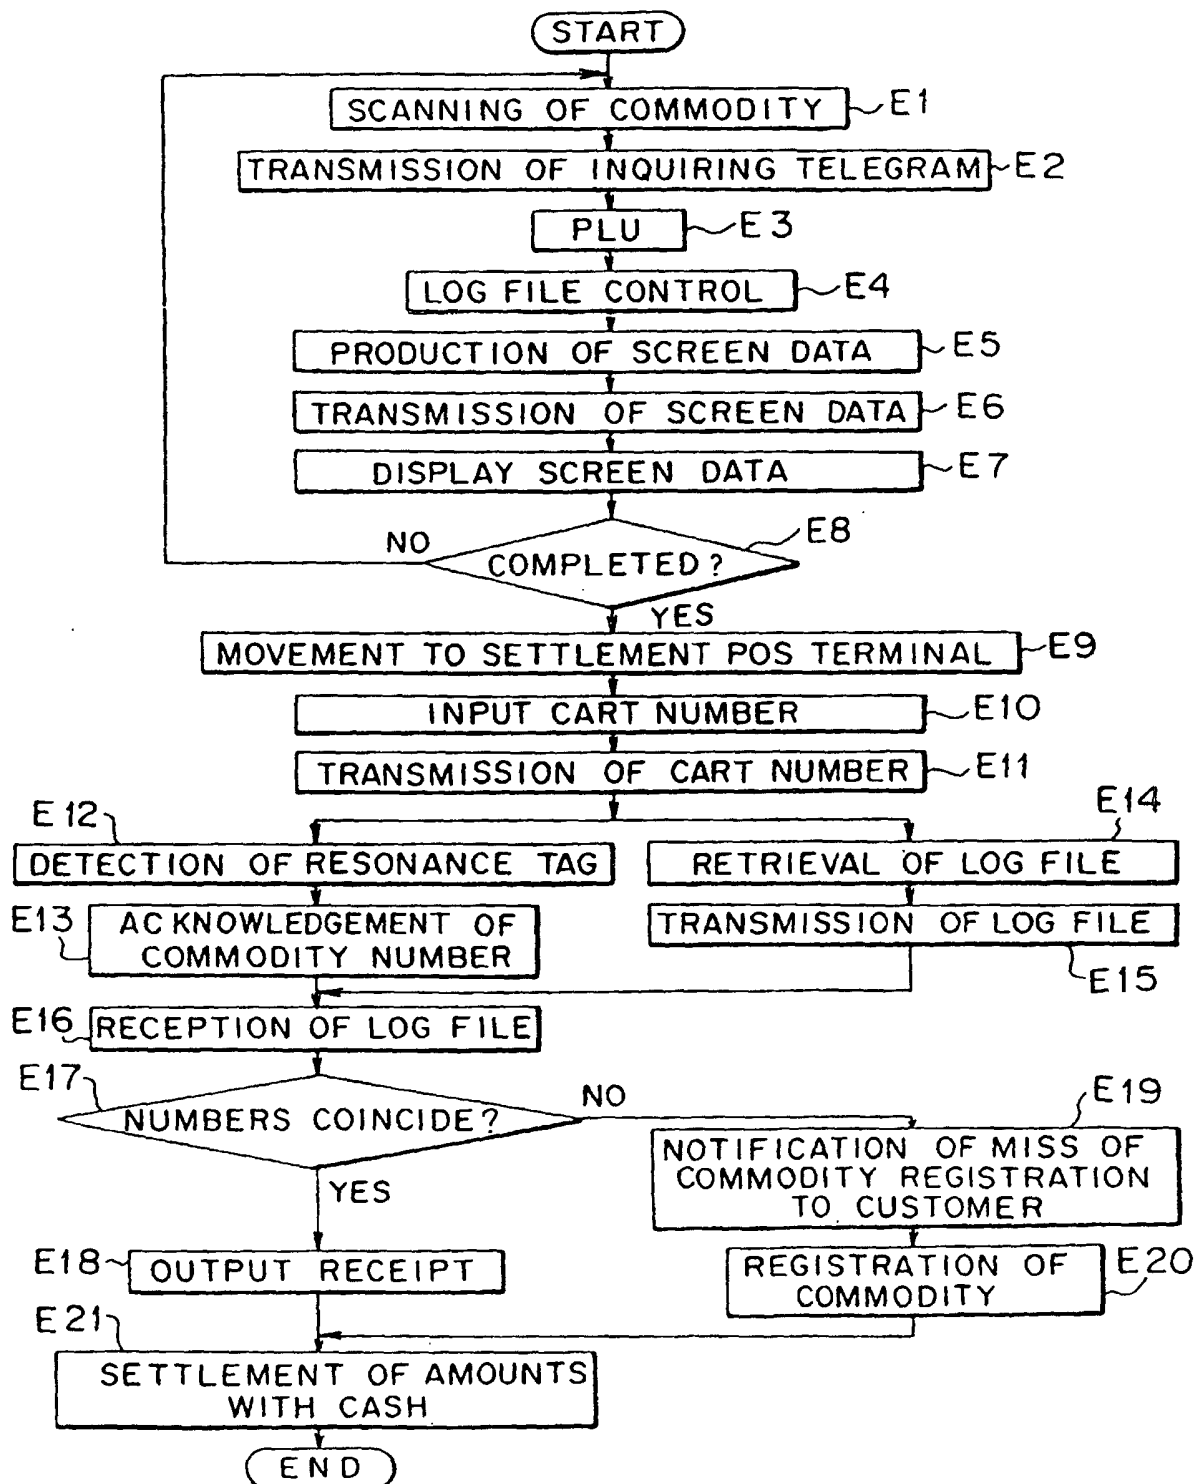 START
SCANNING OF COMMODITY E1
TRANSMISSION OF INQUIRING TELEGRAM E2
PLU E3
LOG FILE CONTROL E4
PRODUCTION OF SCREEN DATA E5
TRANSMISSION OF SCREEN DATA E6
DISPLAY SCREEN DATA E7
E8
NO
COMPLETED?
YES
MOVEMENT TO SETTLEMENT POS TERMINAL E9
INPUT CART NUMBER E10
TRANSMISSION OF CART NUMBER E11
E12
DETECTION OF RESONANCE TAG
E14
RETRIEVAL OF LOG FILE
E13
ACKNOWLEDGEMENT OF
COMMODITY NUMBER
TRANSMISSION OF LOG FILE
E15
E16 RECEPTION OF LOG FILE
E17
NUMBERS COINCIDE?
NO
YES
E19
NOTIFICATION OF MISS OF
COMMODITY REGISTRATION
TO CUSTOMER
E18 OUTPUT RECEIPT
REGISTRATION OF
COMMODITY
E20
E21
SETTLEMENT OF AMOUNTS
WITH CASH
END